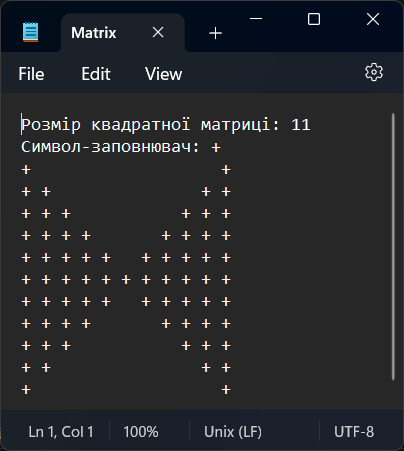 Matrix
File Edit View
Розмір квадратної матриці: 11
Символ-заповнювач: +
+                   +
+ +               + +
+ + +           + + +
+ + + +       + + + +
+ + + + +   + + + + +
+ + + + + + + + + + +
+ + + + +   + + + + +
+ + + +       + + + +
+ + +           + + +
+ +               + +
+                   +
Ln 1, Col 1 100% Unix (LF) UTF-8